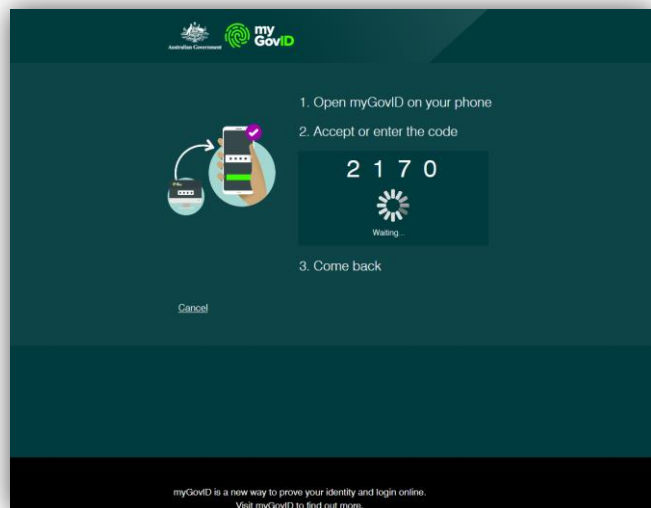 Australian Government
my
GovID
1. Open myGovID on your phone
2. Accept or enter the code
2 1 7 0
Waiting...
3. Come back
Cancel
myGovID is a new way to prove your identity and login online.
Visit myGovID to find out more.